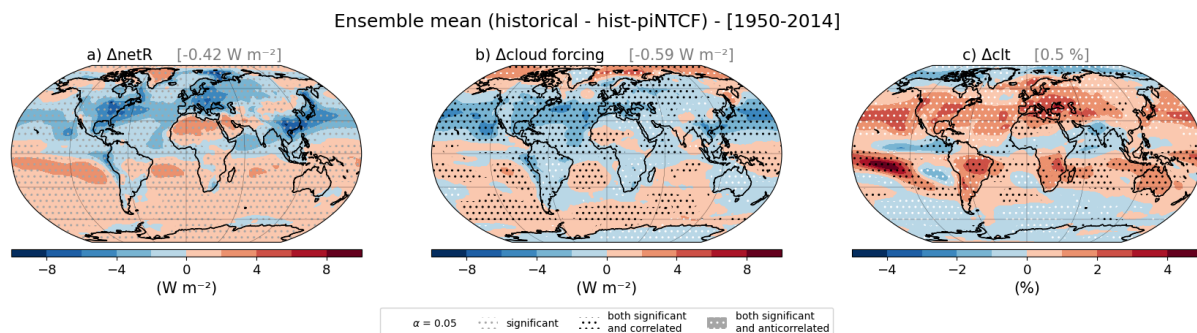 Ensemble mean (historical - hist-piNTCF) - [1950-2014]
a) ΔnetR [-0.42 W m⁻²]
b) Δcloud forcing [-0.59 W m⁻²]
c) Δclt [0.5 %]
−8 −4 0 4 8
−8 −4 0 4 8
−4 −2 0 2 4
(W m⁻²)
(W m⁻²)
(%)
α = 0.05 significant both significant and correlated both significant and anticorrelated